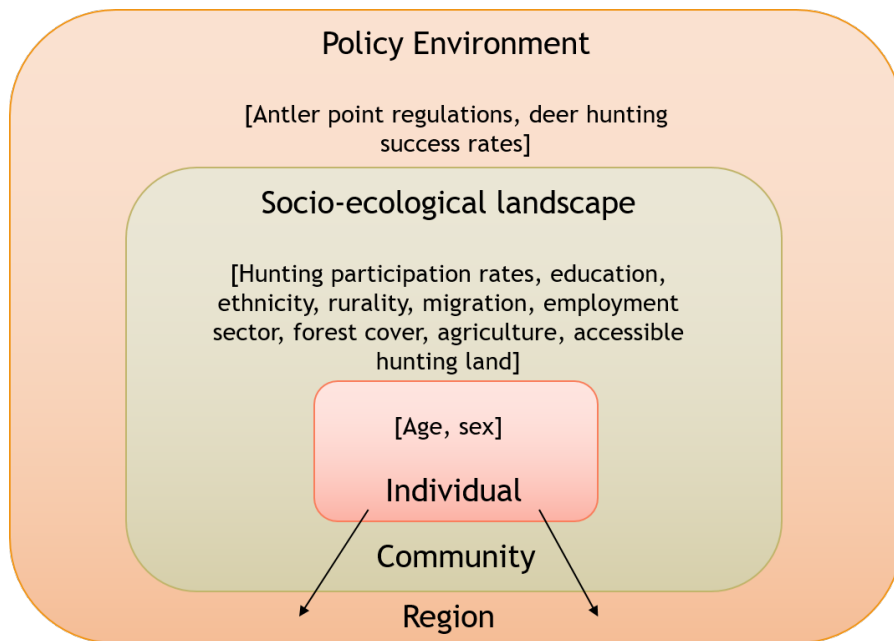 Policy Environment
[Antler point regulations, deer hunting
success rates]
Socio-ecological landscape
[Hunting participation rates, education,
ethnicity, rurality, migration, employment
sector, forest cover, agriculture, accessible
hunting land]
[Age, sex]
Individual
Community
Region